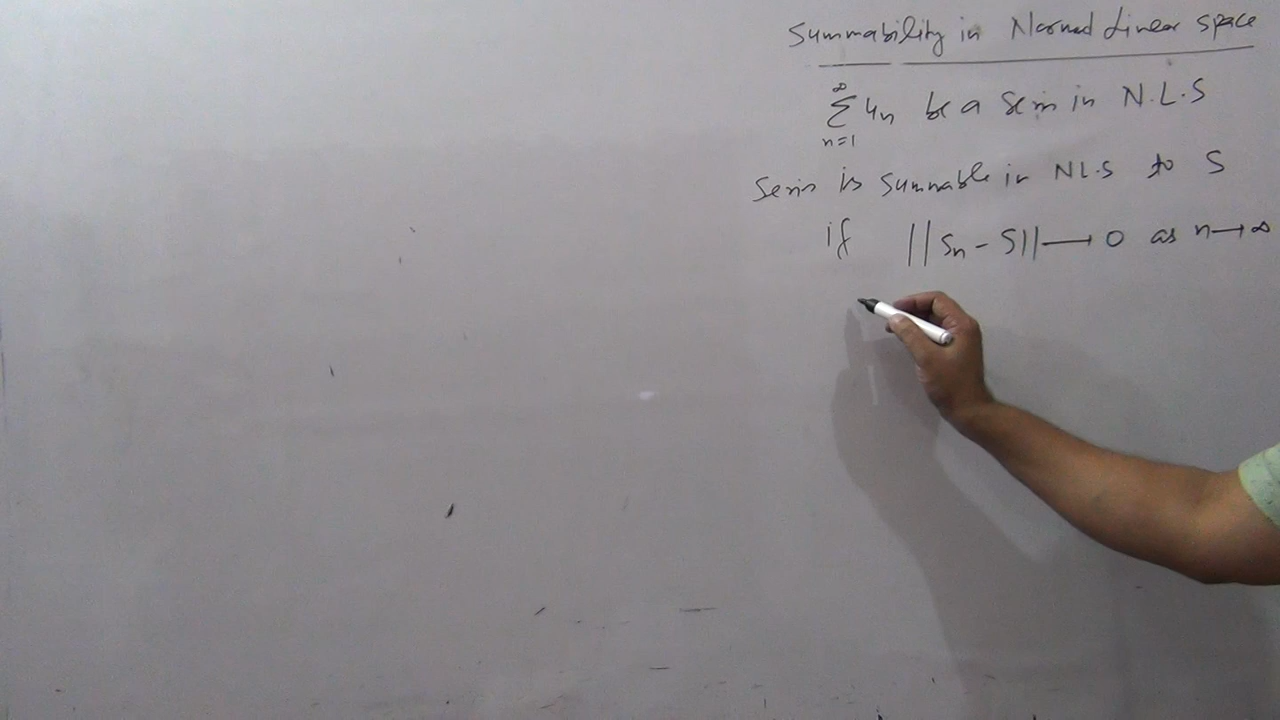 Summability in Normed Linear space
∞∑n=1 un be a Series in N.L.S
Series is summable in NLS to S
if ||Sn - S|| → 0 as n → ∞